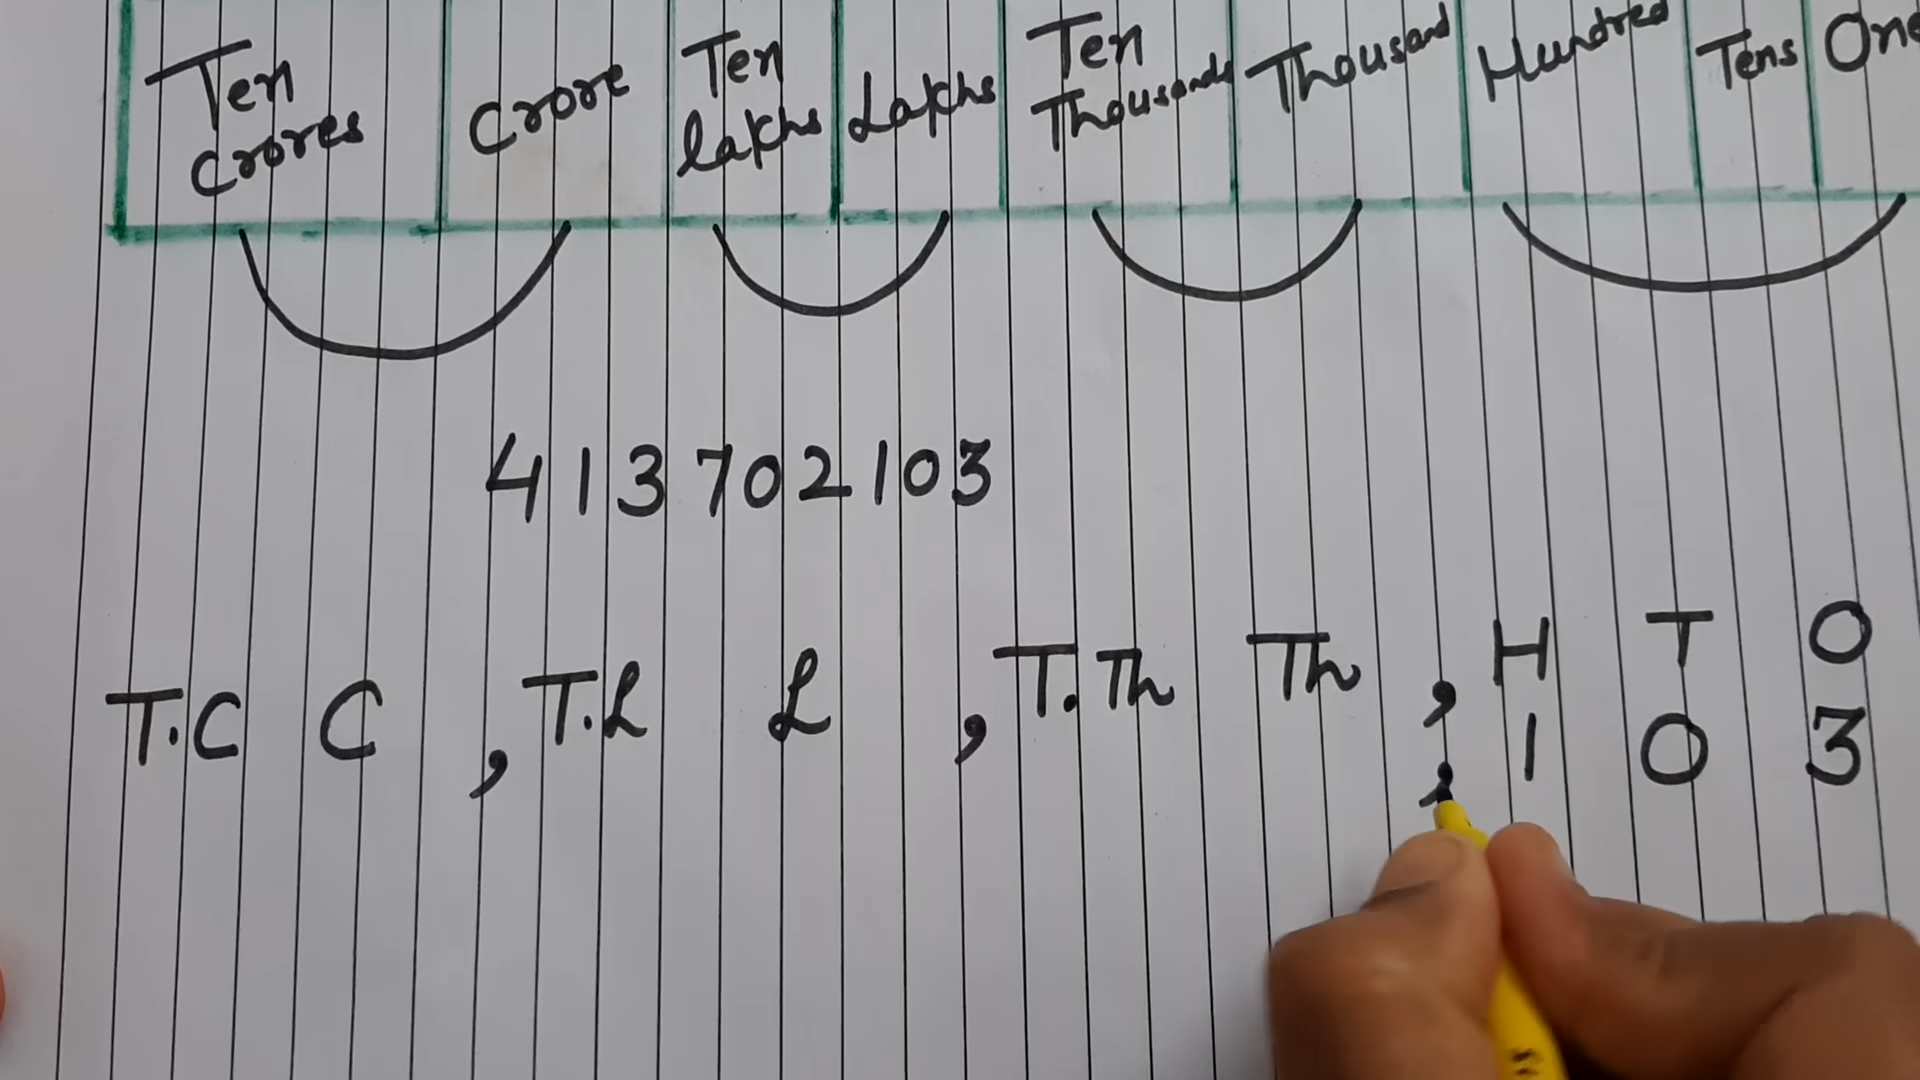 Ten Crores Crore Ten lakhs Lakhs Ten Thousands Thousand Hundred Tens One
413702103
T.C C , T.L L , T.Th Th , H T O
, 1 0 3